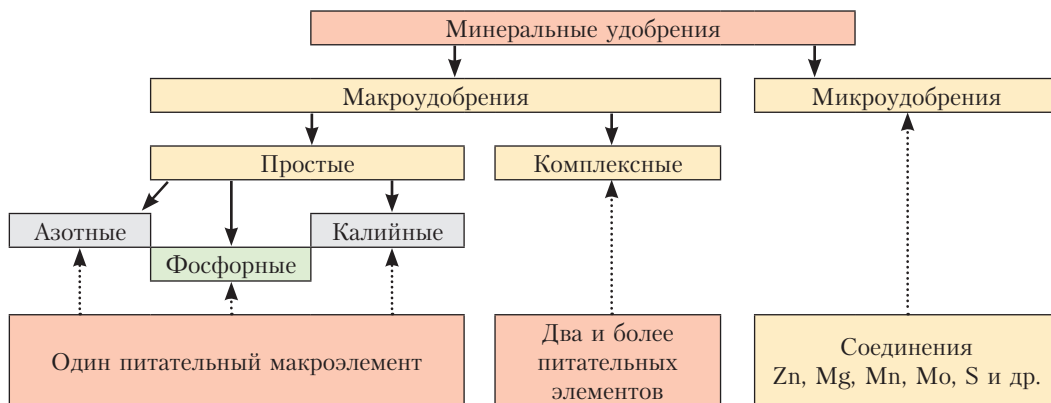 Минеральные удобрения
Макроудобрения
Микроудобрения
Простые
Комплексные
Азотные
Калийные
Фосфорные
Один питательный макроэлемент
Два и более
питательных
элементов
Соединения
Zn, Mg, Mn, Mo, S и др.